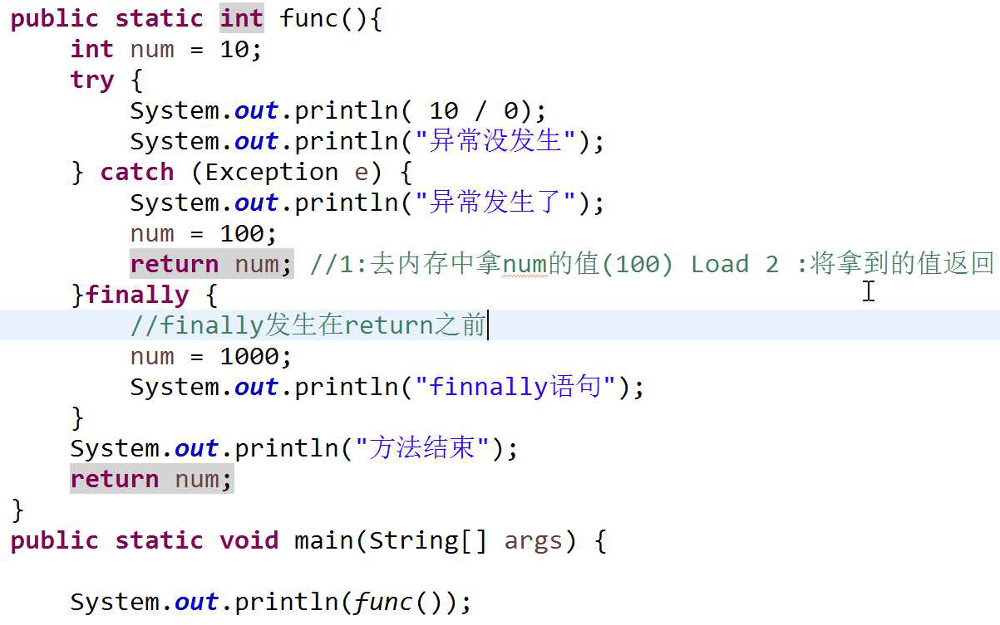 public static int func(){
int num = 10;
try {
System.out.println( 10 / 0);
System.out.println("异常没发生");
} catch (Exception e) {
System.out.println("异常发生了");
num = 100;
return num; //1:去内存中拿num的值(100) Load 2 :将拿到的值返回
}finally {
//finally发生在return之前
num = 1000;
System.out.println("finnally语句");
}
System.out.println("方法结束");
return num;
}
public static void main(String[] args) {
System.out.println(func());